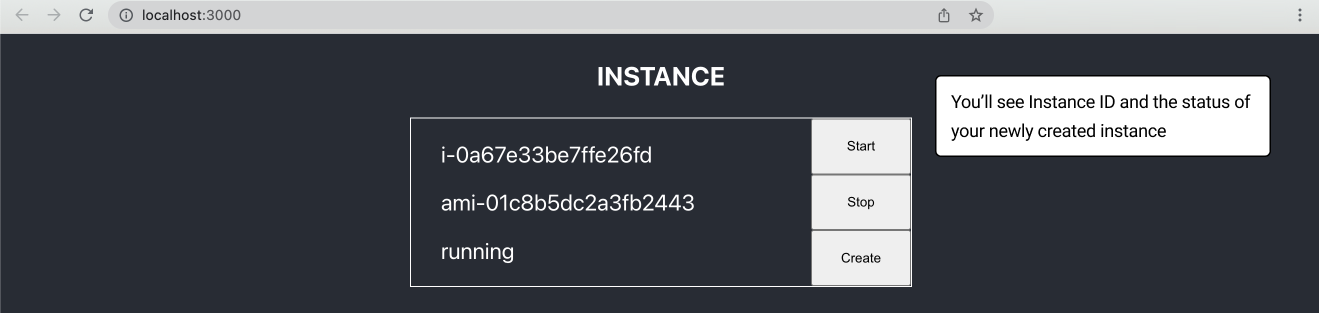 localhost:3000
INSTANCE
You’ll see Instance ID and the status of
your newly created instance
i-0a67e33be7ffe26fd
Start
ami-01c8b5dc2a3fb2443
Stop
running
Create